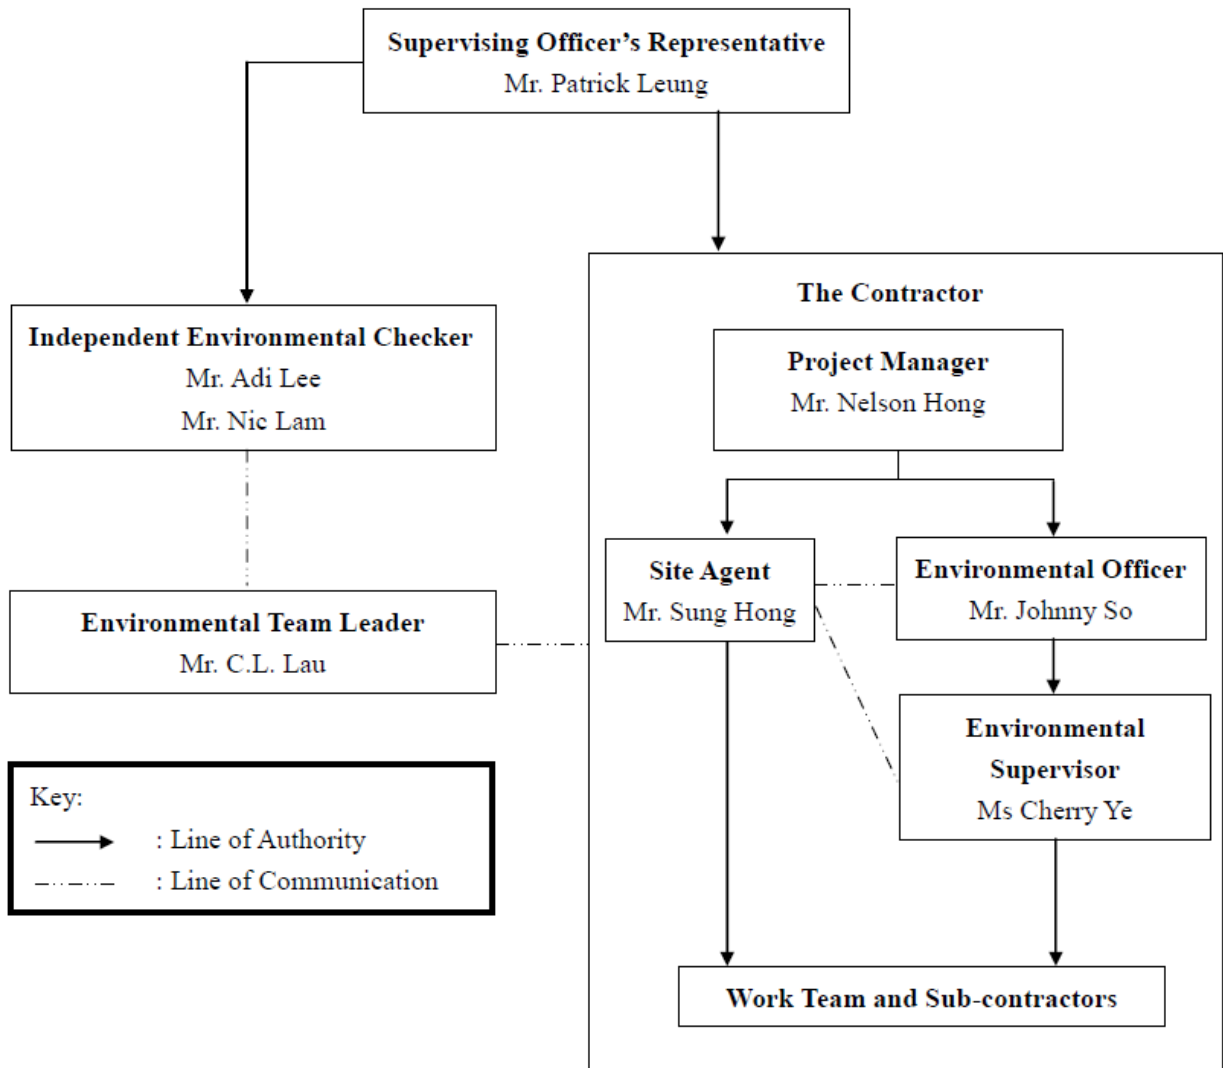 Supervising Officer's Representative
Mr. Patrick Leung
Independent Environmental Checker
Mr. Adi Lee
Mr. Nic Lam
Environmental Team Leader
Mr. C.L. Lau
The Contractor
Project Manager
Mr. Nelson Hong
Site Agent
Mr. Sung Hong
Environmental Officer
Mr. Johnny So
Environmental
Supervisor
Ms Cherry Ye
Work Team and Sub-contractors
Key:
: Line of Authority
: Line of Communication